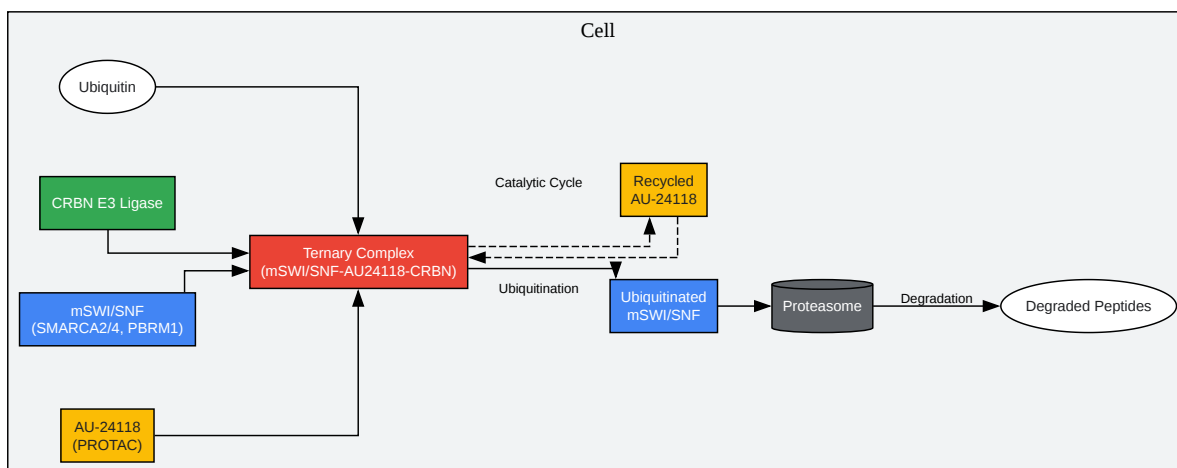 Cell
Ubiquitin
CRBN E3 Ligase
mSWI/SNF
(SMARCA2/4, PBRM1)
AU-24118
(PROTAC)
Ternary Complex
(mSWI/SNF-AU24118-CRBN)
Catalytic Cycle
Recycled
AU-24118
Ubiquitination
Ubiquitinated
mSWI/SNF
Proteasome
Degradation
Degraded Peptides